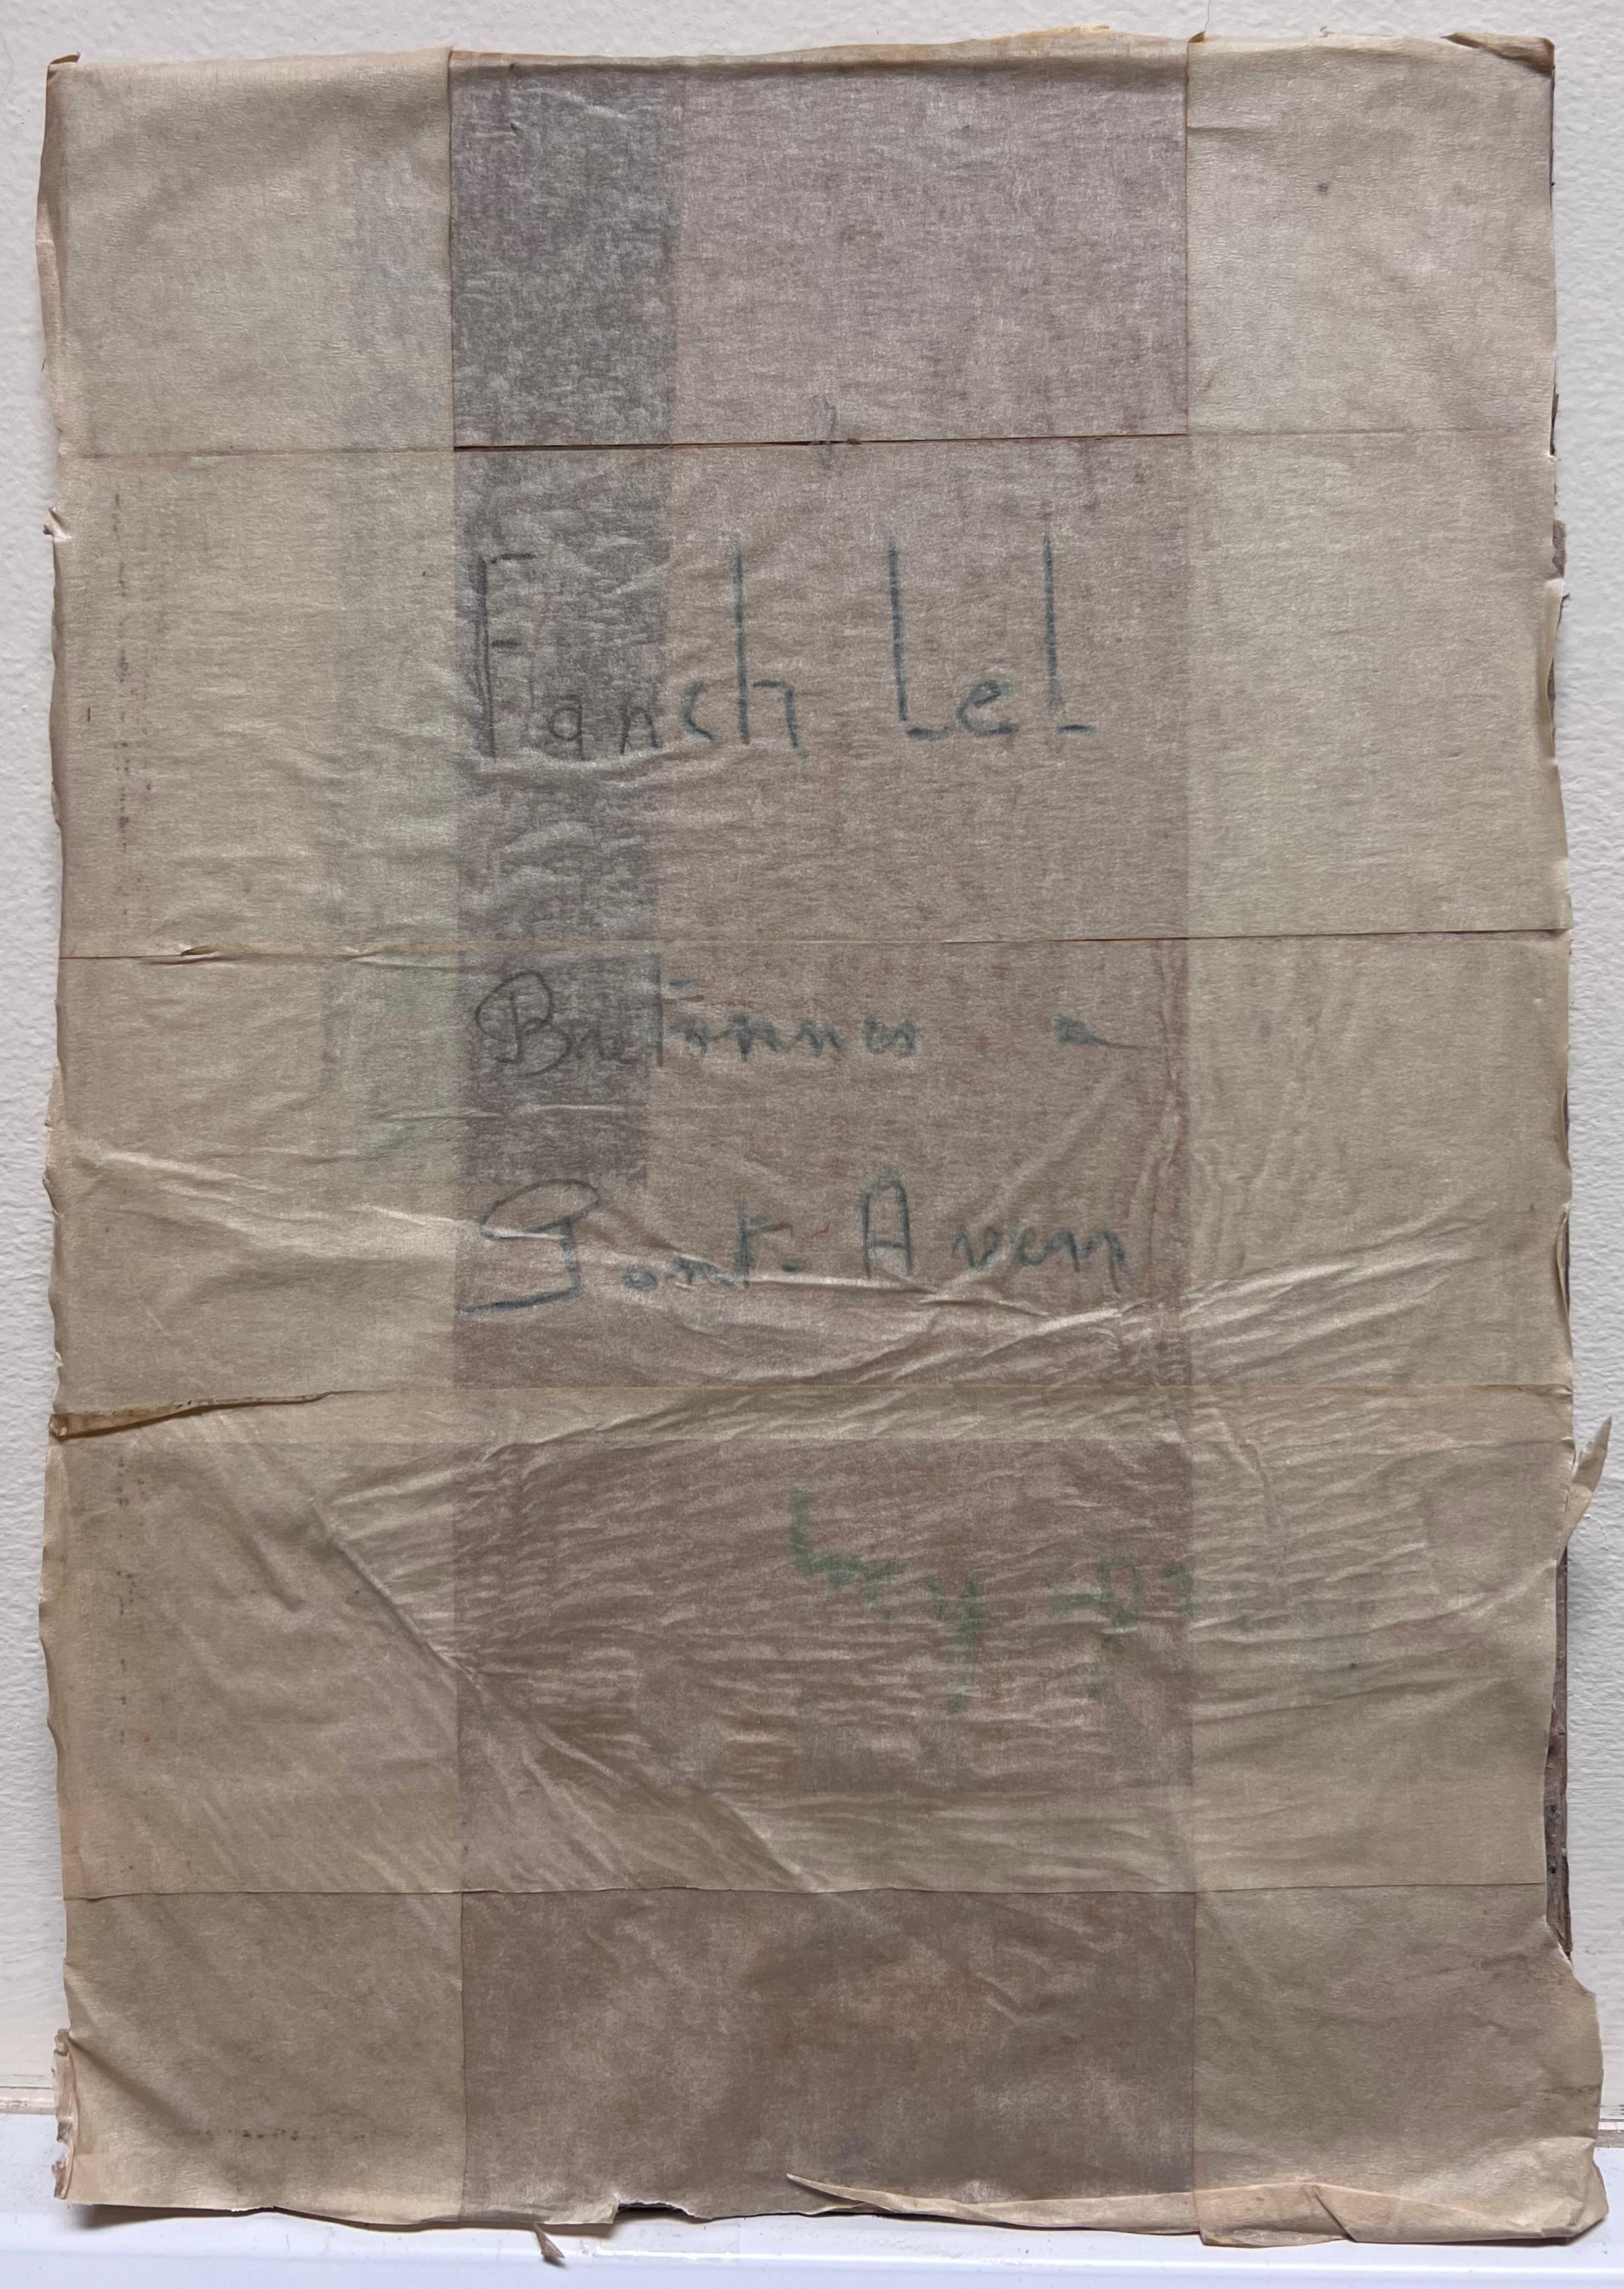 Fanch Lel
Bretonnes a
Pont-Aven